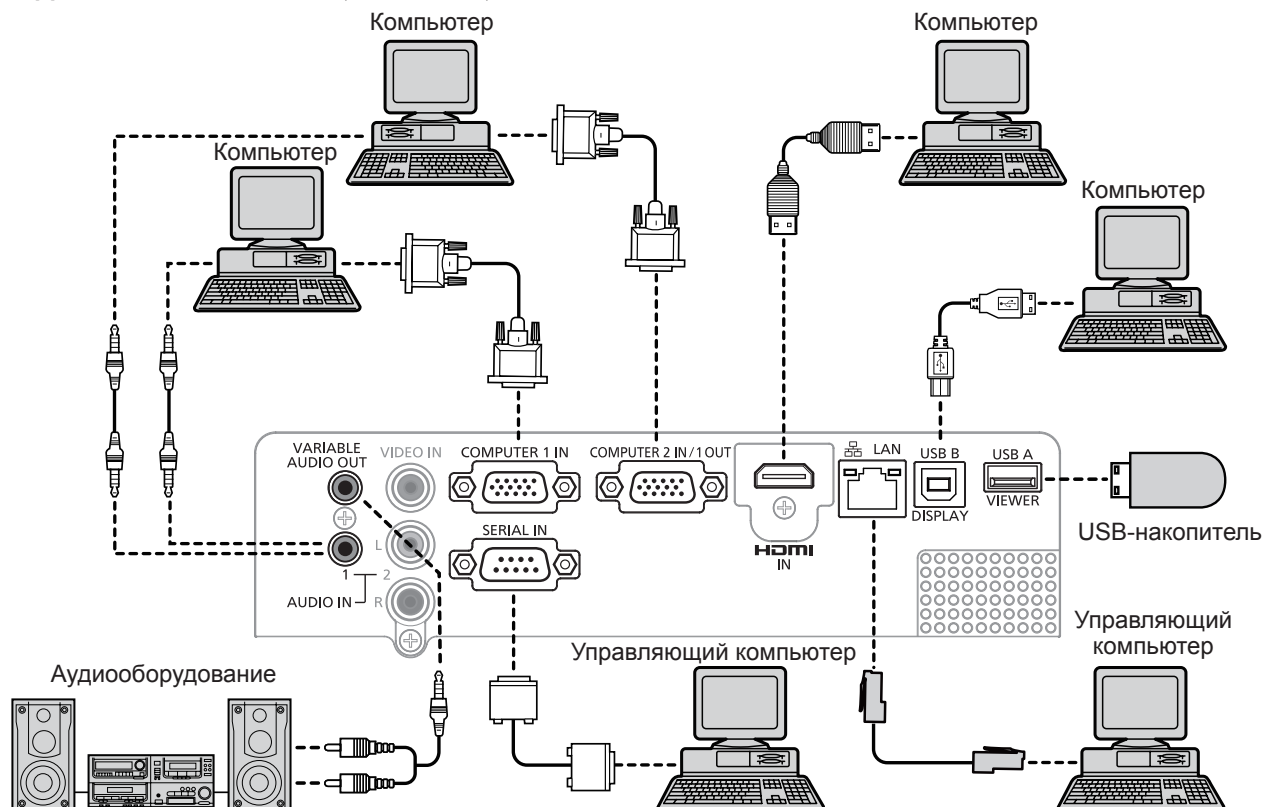 Компьютер
Компьютер
Компьютер
Компьютер
VARIABLE
AUDIO OUT
VIDEO IN
COMPUTER 1 IN
COMPUTER 2 IN / 1 OUT
LAN
USB B
USB A
DISPLAY
VIEWER
USB-накопитель
SERIAL IN
HDMI
IN
L
1
2
AUDIO IN
R
Управляющий
компьютер
Управляющий компьютер
Аудиооборудование